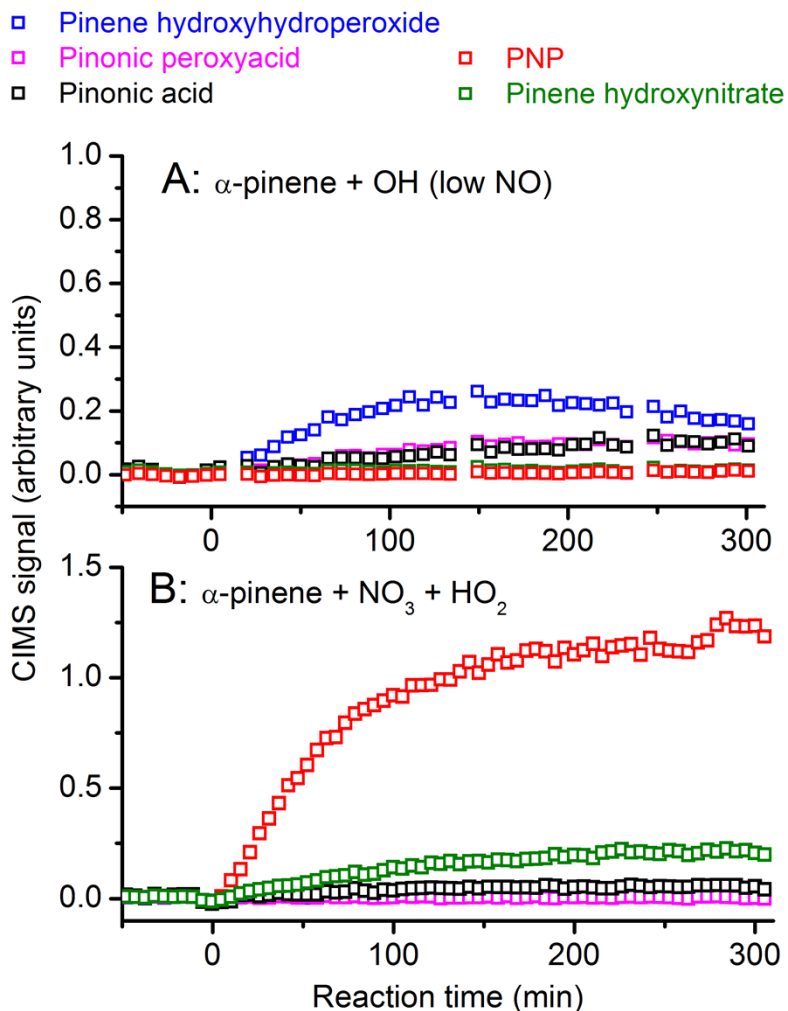 Pinene hydroxyhydroperoxide
Pinonic peroxyacid PNP
Pinonic acid Pinene hydroxynitrate
A: α-pinene + OH (low NO)
1.0
0.8
0.6
0.4
0.2
0.0
0 100 200 300
CIMS signal (arbitrary units)
B: α-pinene + NO₃ + HO₂
1.5
1.0
0.5
0.0
0 100 200 300
Reaction time (min)